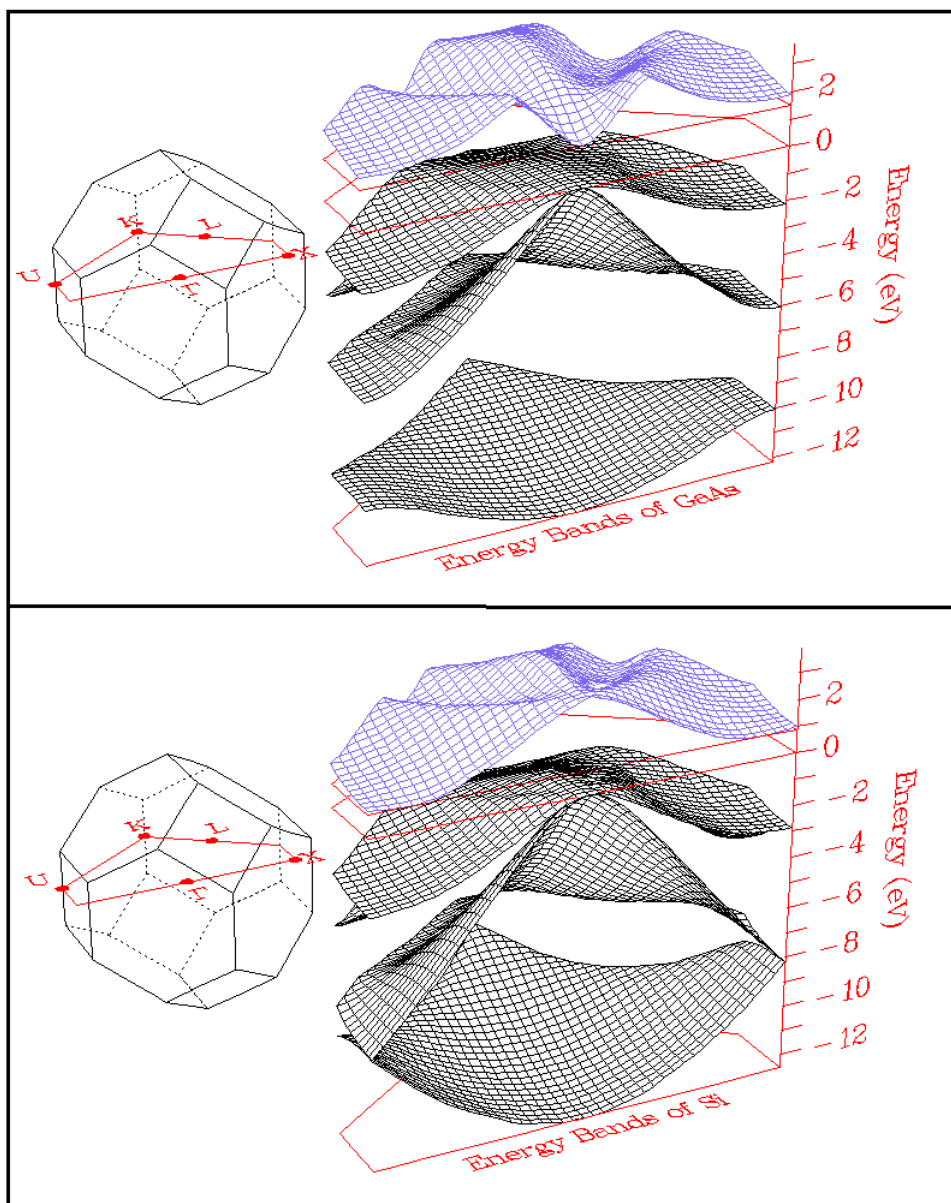 2
0
-2
-4
-6
-8
-10
-12
Energy (eV)
K
L
X
U
Γ
Energy Bands of GaAs
2
0
-2
-4
-6
-8
-10
-12
Energy (eV)
K
L
X
U
Γ
Energy Bands of Si